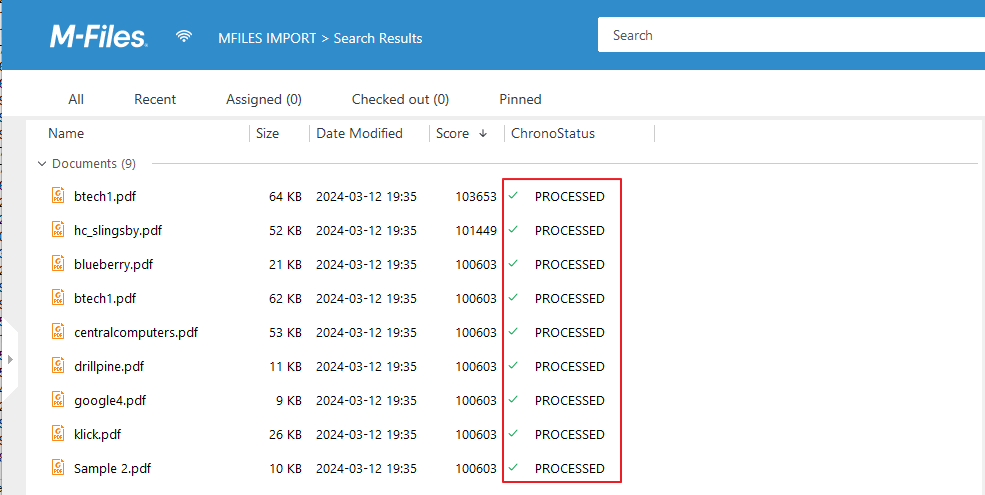 M-Files.
MFILES IMPORT > Search Results
Search
All Recent Assigned (0) Checked out (0) Pinned
Name Size Date Modified Score ChronoStatus
Documents (9)
btech1.pdf 64 KB 2024-03-12 19:35 103653 PROCESSED
hc_slingsby.pdf 52 KB 2024-03-12 19:35 101449 PROCESSED
blueberry.pdf 21 KB 2024-03-12 19:35 100603 PROCESSED
btech1.pdf 62 KB 2024-03-12 19:35 100603 PROCESSED
centralcomputers.pdf 53 KB 2024-03-12 19:35 100603 PROCESSED
drillpine.pdf 11 KB 2024-03-12 19:35 100603 PROCESSED
google4.pdf 9 KB 2024-03-12 19:35 100603 PROCESSED
klick.pdf 26 KB 2024-03-12 19:35 100603 PROCESSED
Sample 2.pdf 10 KB 2024-03-12 19:35 100603 PROCESSED